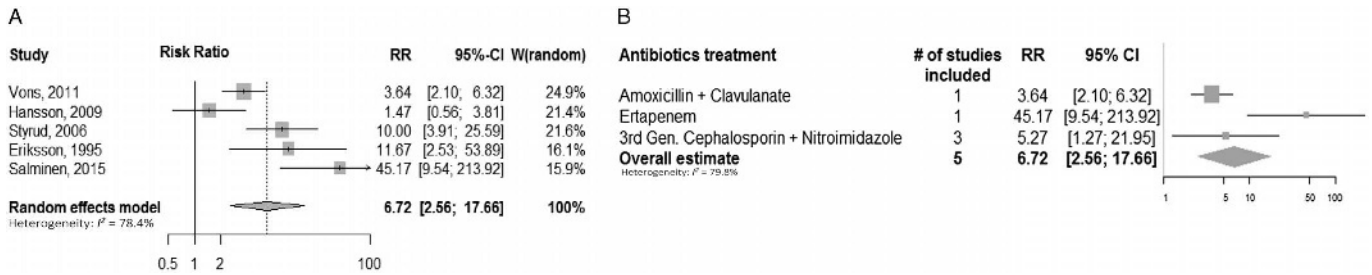 A
Study Risk Ratio RR 95%-CI W(random)
Vons, 2011 3.64 [2.10; 6.32] 24.9%
Hansson, 2009 1.47 [0.56; 3.81] 21.4%
Styrud, 2006 10.00 [3.91; 25.59] 21.6%
Eriksson, 1995 11.67 [2.53; 53.89] 16.1%
Salminen, 2015 45.17 [9.54; 213.92] 15.9%
Random effects model 6.72 [2.56; 17.66] 100%
Heterogeneity: I² = 78.4%
0.5 1 2 100
B
Antibiotics treatment # of studies included RR 95% CI
Amoxicillin + Clavulanate 1 3.64 [2.10; 6.32]
Ertapenem 1 45.17 [9.54; 213.92]
3rd Gen. Cephalosporin + Nitroimidazole 3 5.27 [1.27; 21.95]
Overall estimate 5 6.72 [2.56; 17.66]
Heterogeneity: I² = 79.8%
1 5 10 50 100